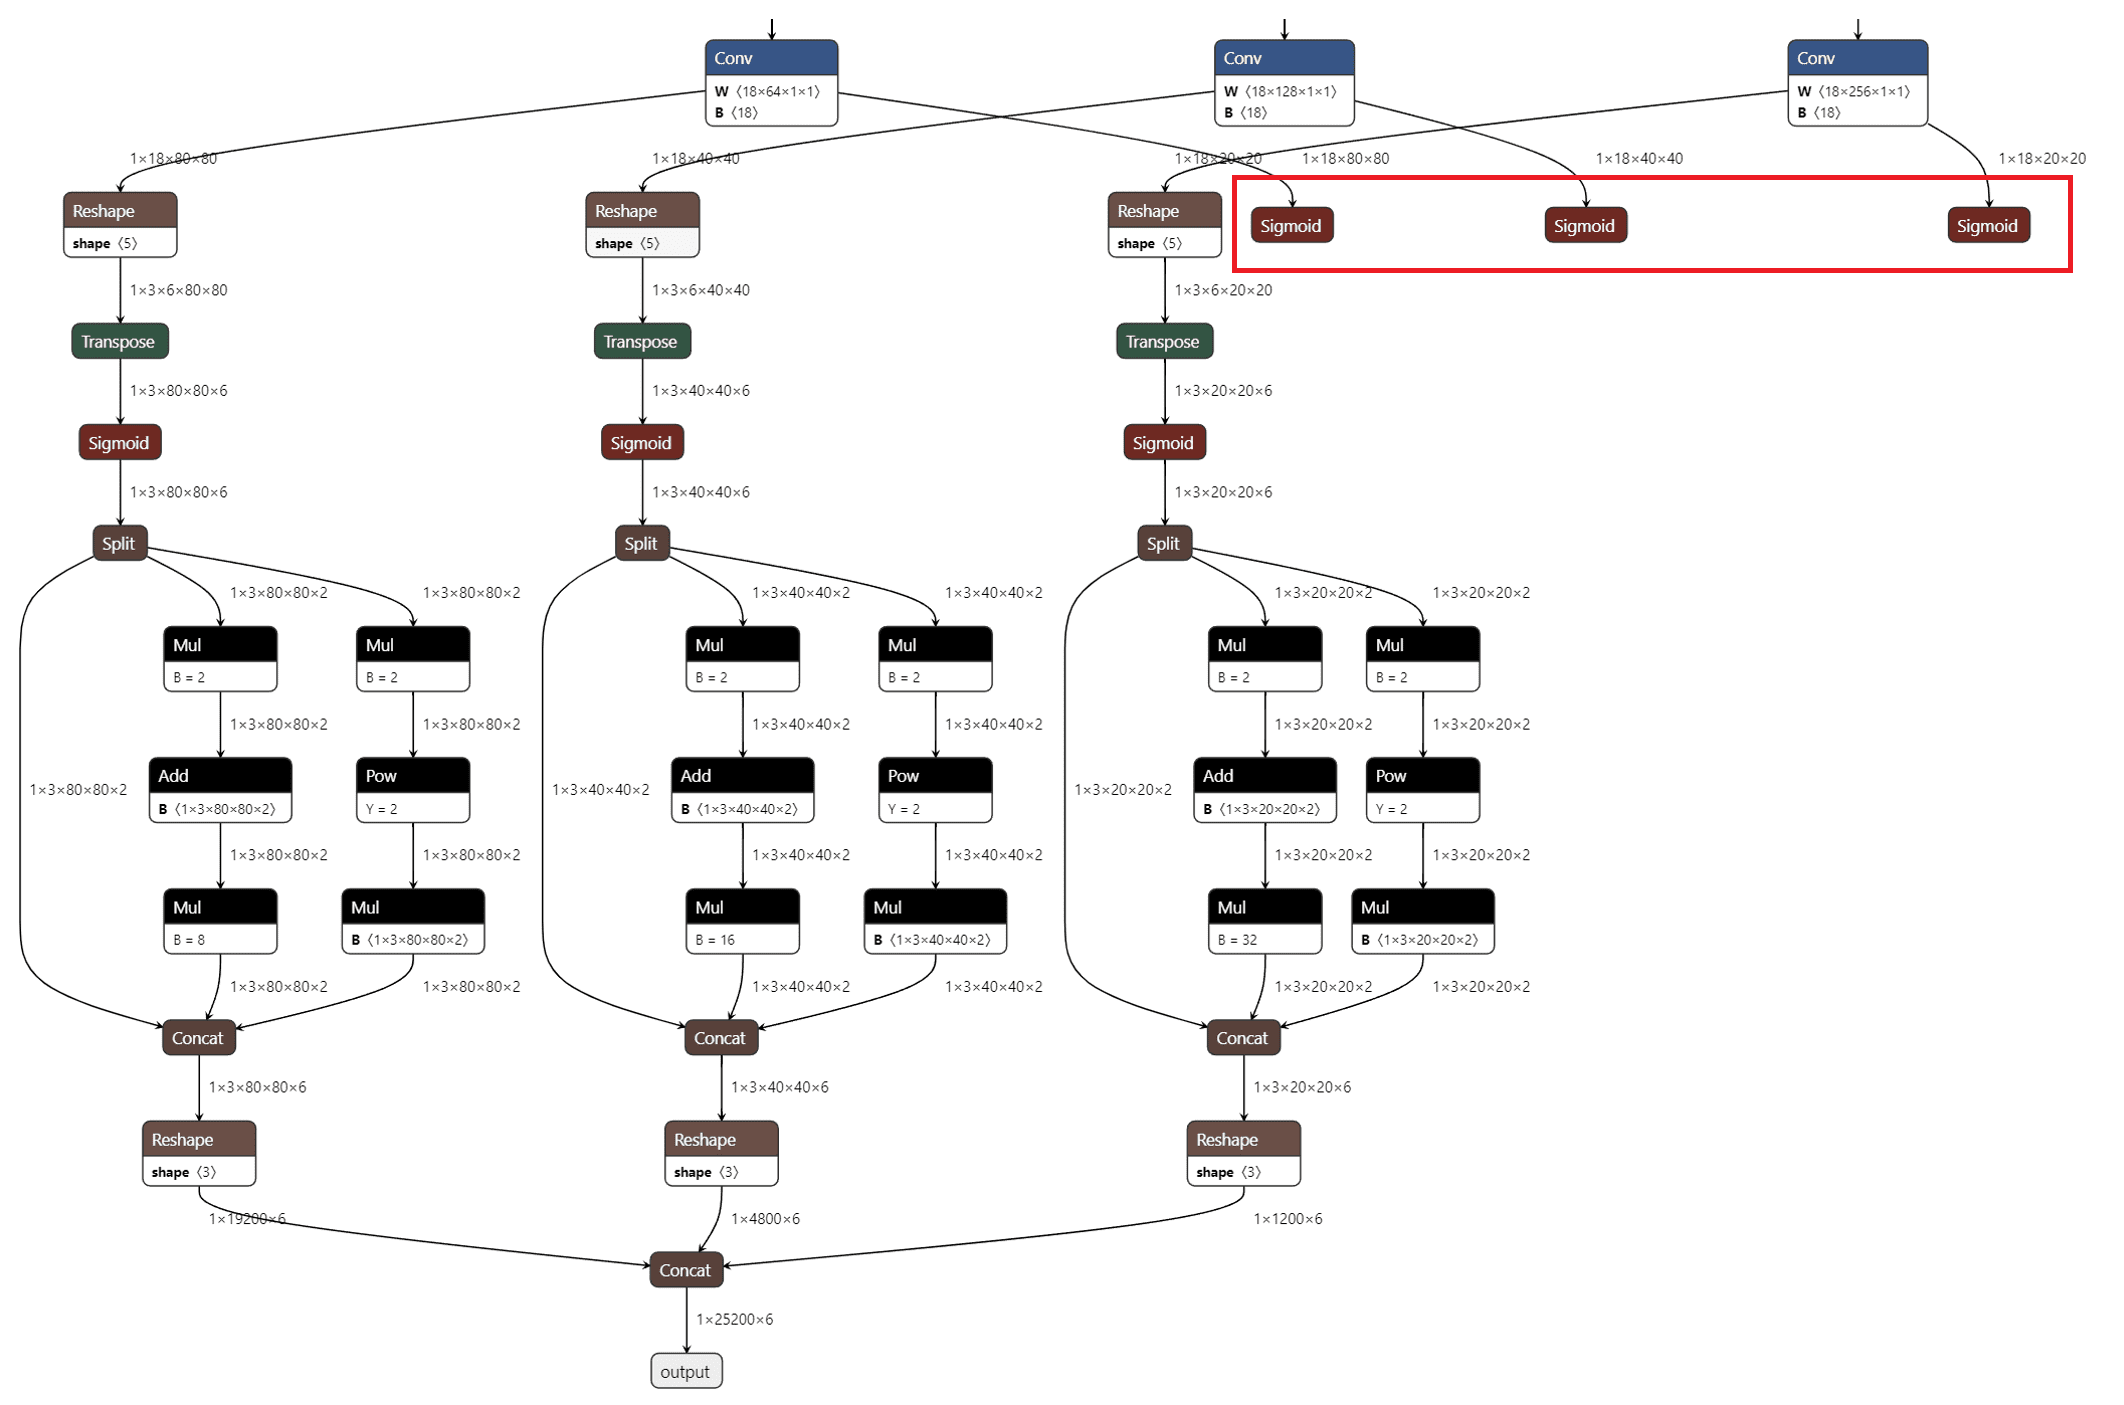 Conv
W 〈18×64×1×1〉
B 〈18〉
Conv
W 〈18×128×1×1〉
B 〈18〉
Conv
W 〈18×256×1×1〉
B 〈18〉
1×18×80×80
1×18×40×40
1×18×20×20
1×18×80×80
1×18×40×40
1×18×20×20
Reshape
shape 〈5〉
Reshape
shape 〈5〉
Reshape
shape 〈5〉
Sigmoid
Sigmoid
Sigmoid
1×3×6×80×80
1×3×6×40×40
1×3×6×20×20
Transpose
Transpose
Transpose
1×3×80×80×6
1×3×40×40×6
1×3×20×20×6
Sigmoid
Sigmoid
Sigmoid
1×3×80×80×6
1×3×40×40×6
1×3×20×20×6
Split
Split
Split
1×3×80×80×2
1×3×80×80×2
1×3×40×40×2
1×3×40×40×2
1×3×20×20×2
1×3×20×20×2
Mul
B = 2
Mul
B = 2
Mul
B = 2
Mul
B = 2
Mul
B = 2
Mul
B = 2
1×3×80×80×2
1×3×80×80×2
1×3×40×40×2
1×3×40×40×2
1×3×20×20×2
1×3×20×20×2
1×3×80×80×2
Add
B 〈1×3×80×80×2〉
Pow
Y = 2
1×3×40×40×2
Add
B 〈1×3×40×40×2〉
Pow
Y = 2
1×3×20×20×2
Add
B 〈1×3×20×20×2〉
Pow
Y = 2
1×3×80×80×2
1×3×80×80×2
1×3×40×40×2
1×3×40×40×2
1×3×20×20×2
1×3×20×20×2
Mul
B = 8
Mul
B 〈1×3×80×80×2〉
Mul
B = 16
Mul
B 〈1×3×40×40×2〉
Mul
B = 32
Mul
B 〈1×3×20×20×2〉
1×3×80×80×2
1×3×80×80×2
1×3×40×40×2
1×3×40×40×2
1×3×20×20×2
1×3×20×20×2
Concat
Concat
Concat
1×3×80×80×6
1×3×40×40×6
1×3×20×20×6
Reshape
shape 〈3〉
Reshape
shape 〈3〉
Reshape
shape 〈3〉
1×19200×6
1×4800×6
1×1200×6
Concat
1×25200×6
output